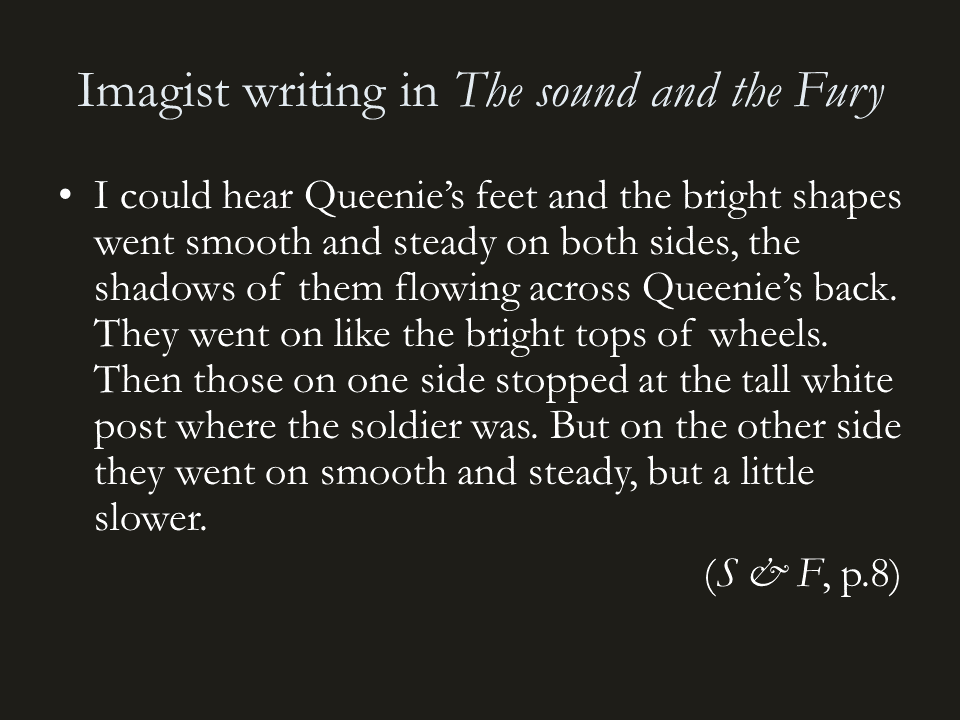 Imagist writing in The sound and the Fury
• I could hear Queenie’s feet and the bright shapes
went smooth and steady on both sides, the
shadows of them flowing across Queenie’s back.
They went on like the bright tops of wheels.
Then those on one side stopped at the tall white
post where the soldier was. But on the other side
they went on smooth and steady, but a little
slower.
(S & F, p.8)